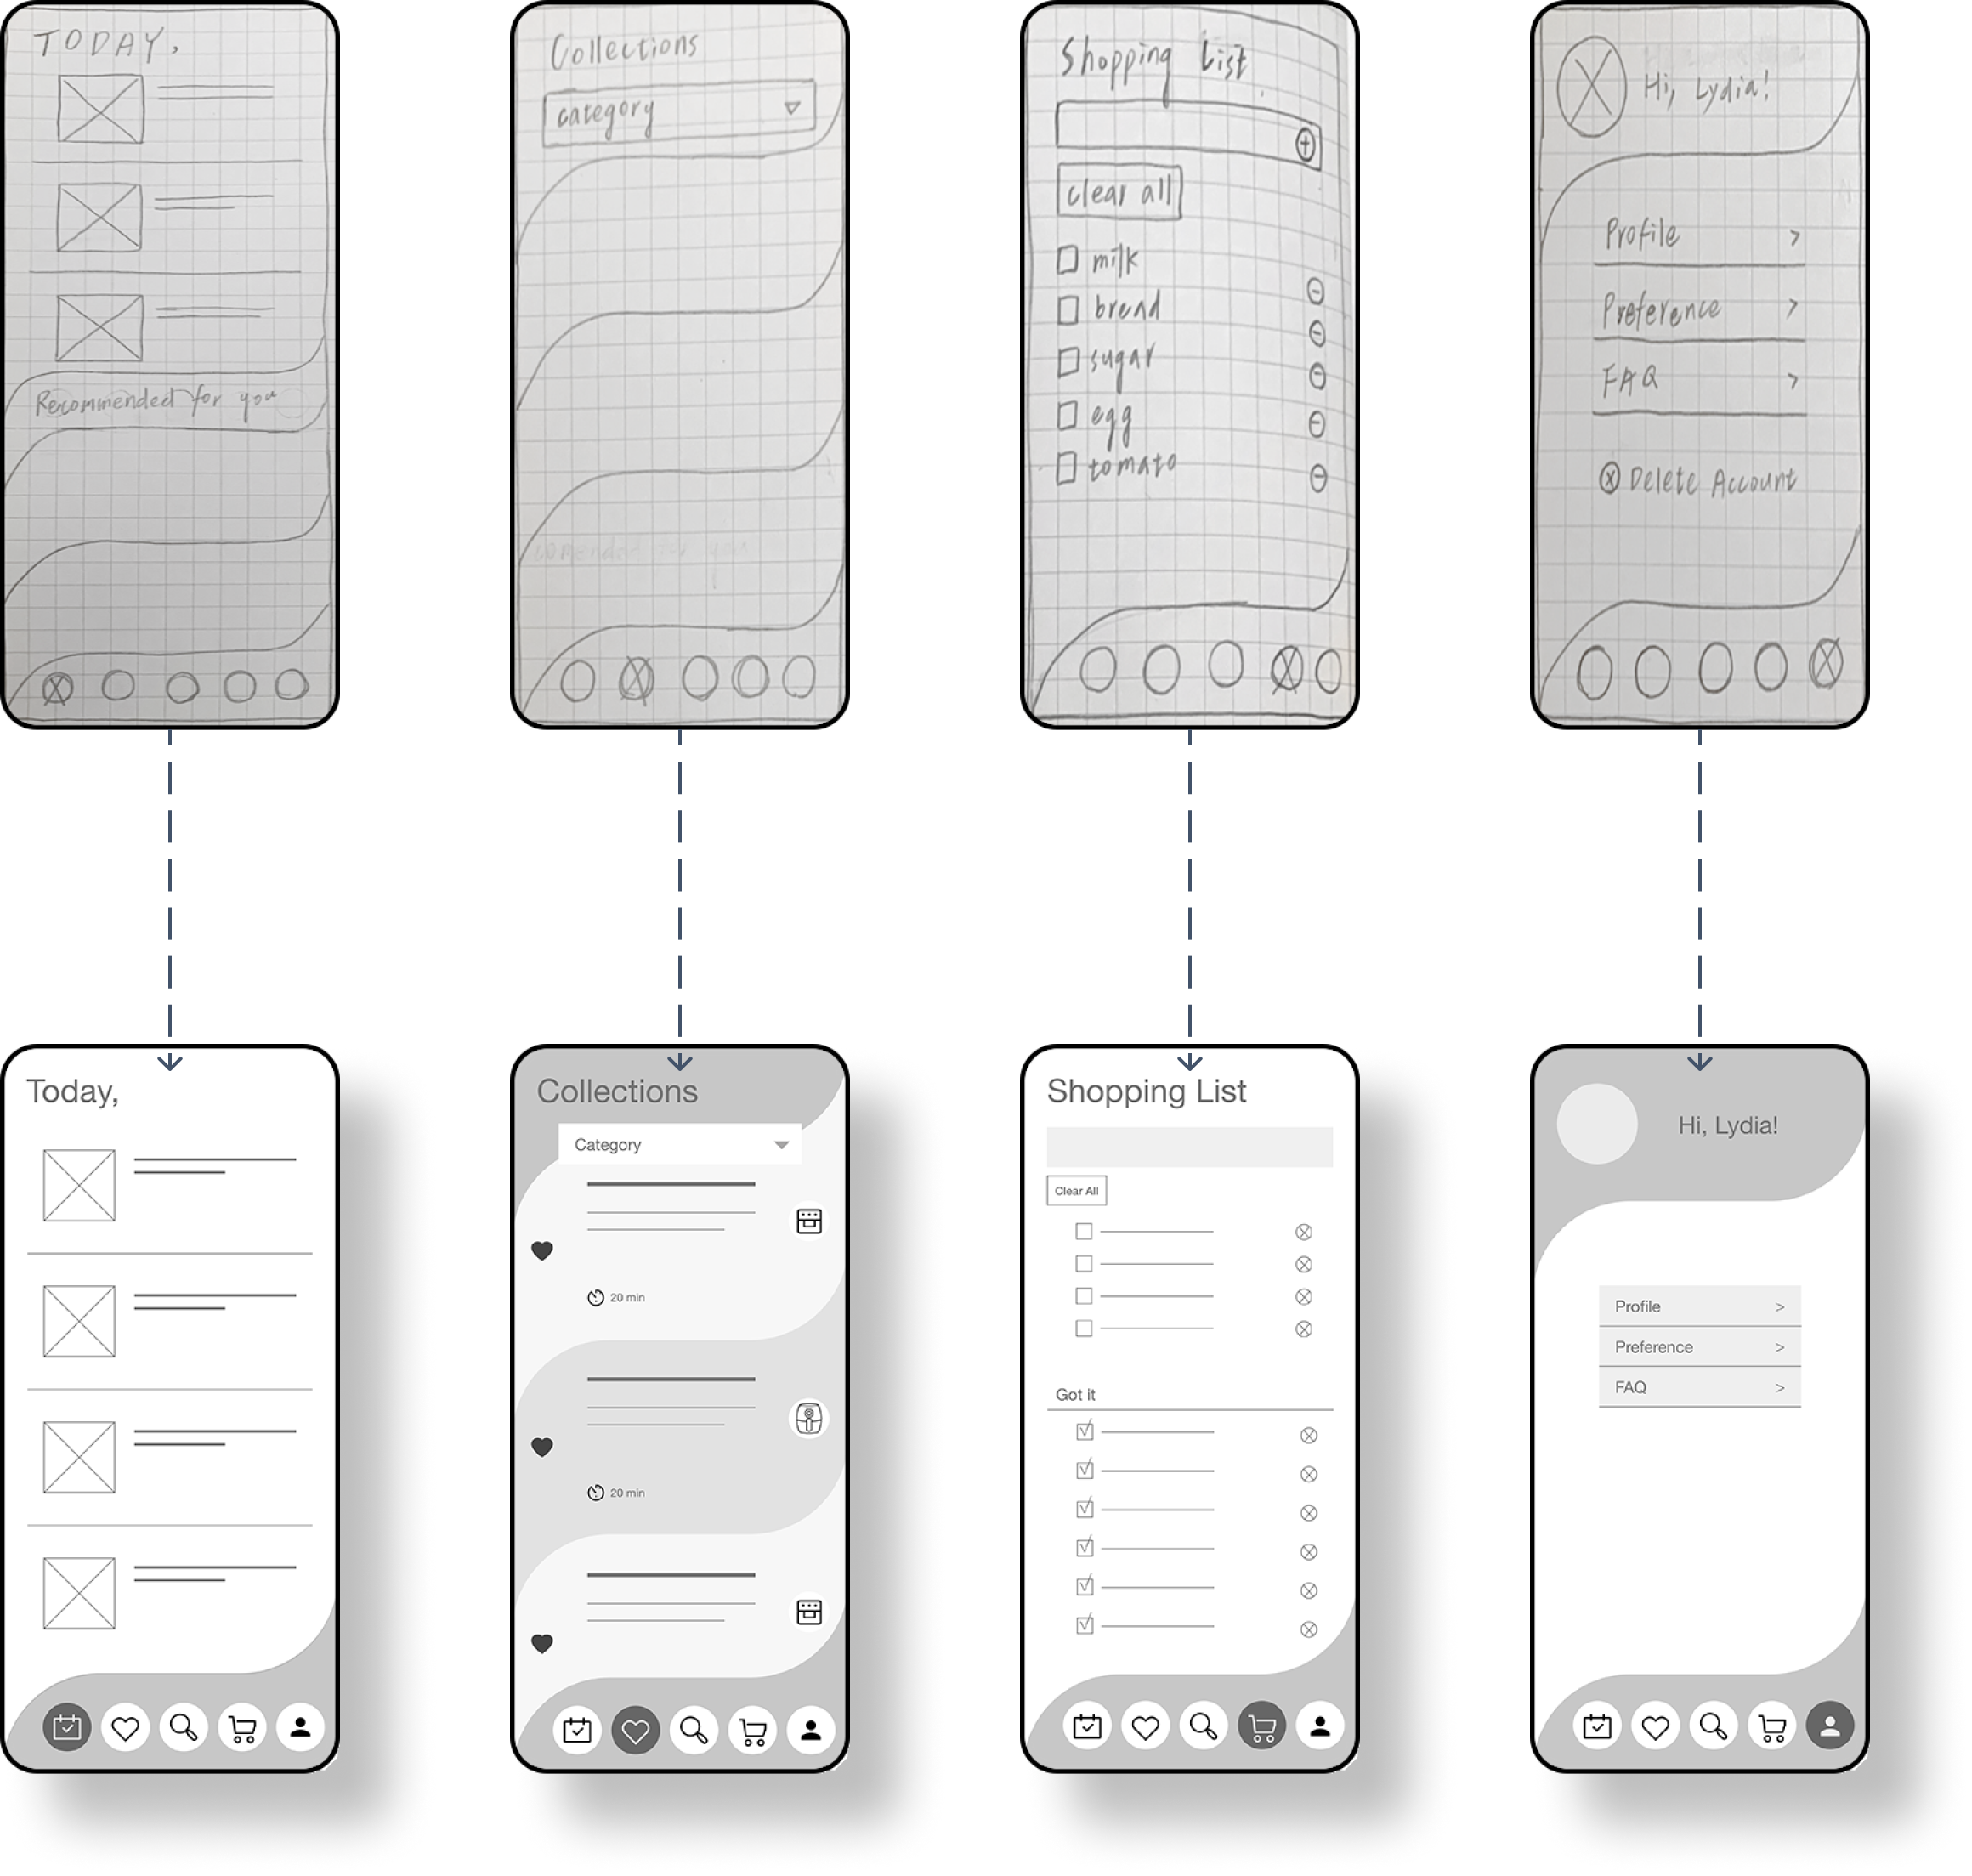 TODAY,
Recommended for you
Collections
category
Shopping List
clear all
milk
bread
sugar
egg
tomato
Hi, Lydia!
Profile >
Preference >
FAQ >
Delete Account
Today,
Collections
Category
20 min
20 min
Shopping List
Clear All
Got it
Hi, Lydia!
Profile >
Preference >
FAQ >